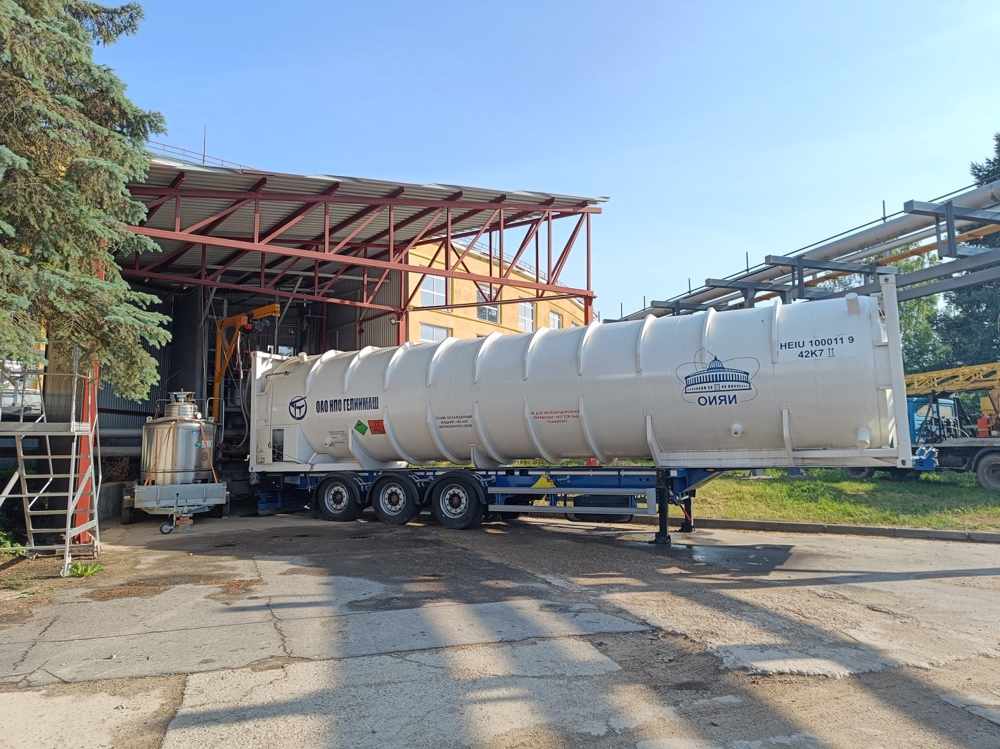 HEIU 100011 9
42K7
ОИЯИ
ОАО НПО ГЕЛИЙМАШ
22
1963
ГЕЛИЙ, ОХЛАЖДЕННЫЙ
ЖИДКИЙ / HELIUM,
REFRIGERATED LIQUID
НЕ ДЛЯ ЖЕЛЕЗНОДОРОЖНОЙ
ПЕРЕВОЗКИ / NOT FOR RAIL
TRANSPORT